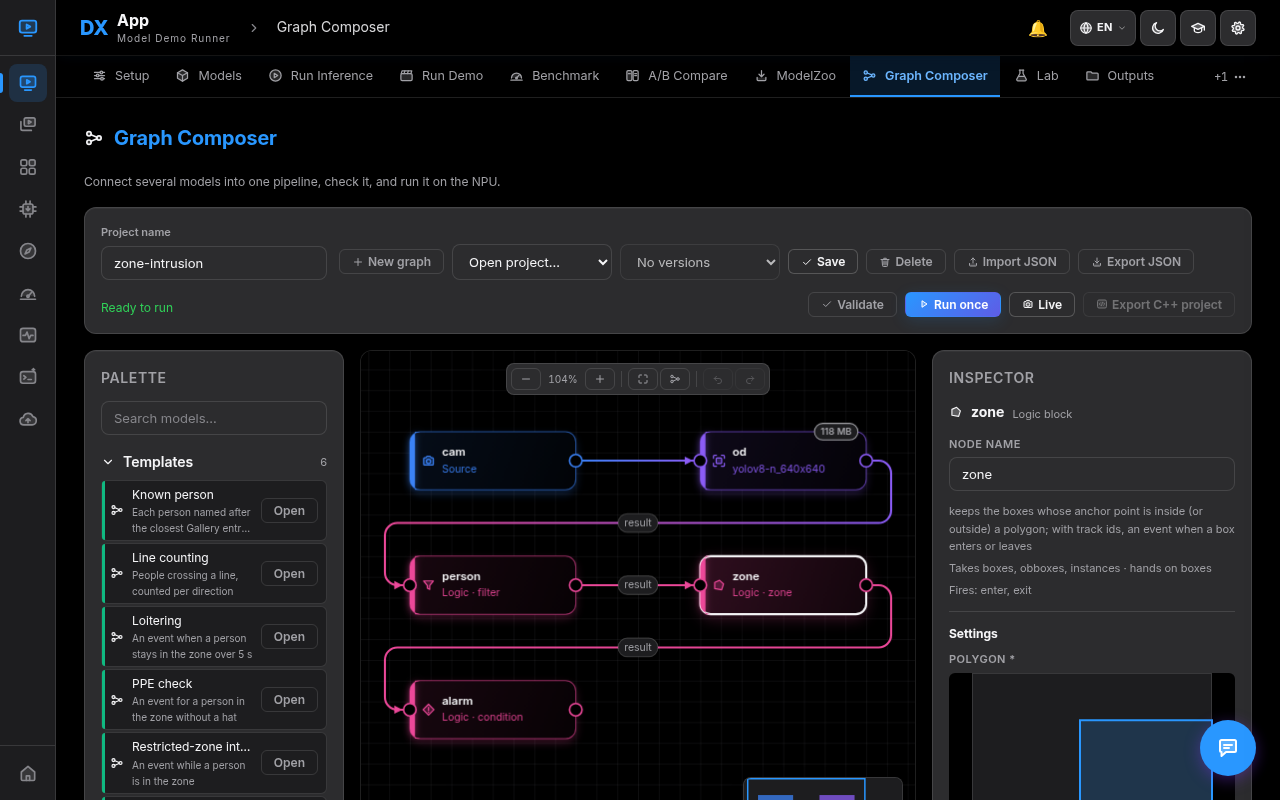 DX App
Model Demo Runner
Graph Composer
EN
Setup
Models
Run Inference
Run Demo
Benchmark
A/B Compare
ModelZoo
Graph Composer
Lab
Outputs
+1
Graph Composer
Connect several models into one pipeline, check it, and run it on the NPU.
Project name
zone-intrusion
New graph
Open project...
No versions
Save
Delete
Import JSON
Export JSON
Ready to run
Validate
Run once
Live
Export C++ project
PALETTE
Search models...
Templates
6
Known person
Each person named after
the closest Gallery entr...
Open
Line counting
People crossing a line,
counted per direction
Open
Loitering
An event when a person
stays in the zone over 5 s
Open
PPE check
An event for a person in
the zone without a hat
Open
Restricted-zone int...
An event while a person
is in the zone
Open
104%
cam
Source
118 MB
od
yolov8-n_640x640
result
person
Logic · filter
result
zone
Logic · zone
result
alarm
Logic · condition
INSPECTOR
zone Logic block
NODE NAME
zone
keeps the boxes whose anchor point is inside (or
outside) a polygon; with track ids, an event when a box
enters or leaves
Takes boxes, obboxes, instances · hands on boxes
Fires: enter, exit
Settings
POLYGON *